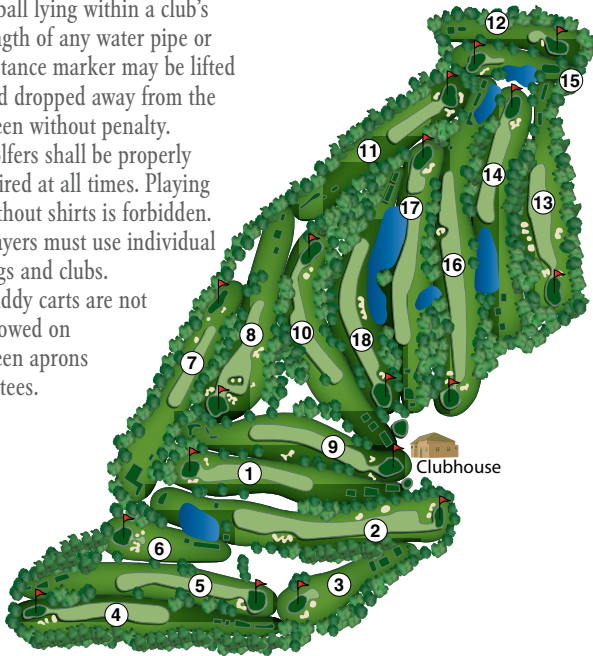 ball lying within a club's
ngth of any water pipe or
tance marker may be lifted
d dropped away from the
een without penalty.
olfers shall be properly
ired at all times. Playing
thout shirts is forbidden.
ayers must use individual
gs and clubs.
ddy carts are not
owed on
een aprons
tees.
12
15
11
14
13
17
16
8
10
18
7
9
Clubhouse
1
2
6
5
3
4